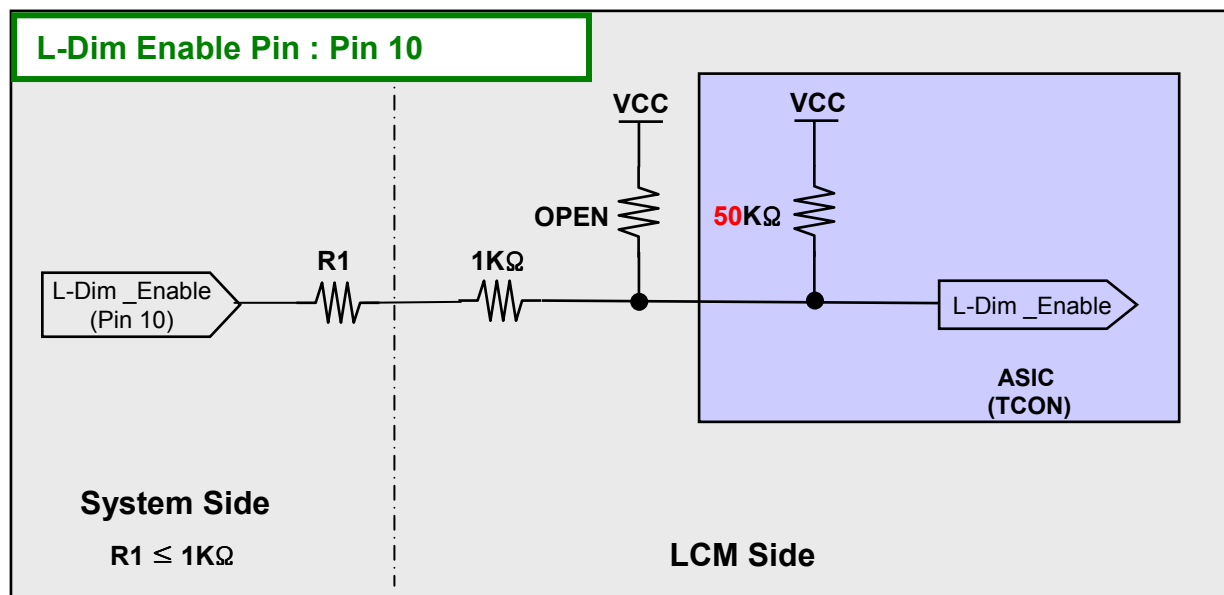 L-Dim Enable Pin : Pin 10
VCC
VCC
OPEN
50KΩ
R1
1KΩ
L-Dim _Enable
(Pin 10)
L-Dim _Enable
ASIC
(TCON)
System Side
R1 ≤ 1KΩ
LCM Side